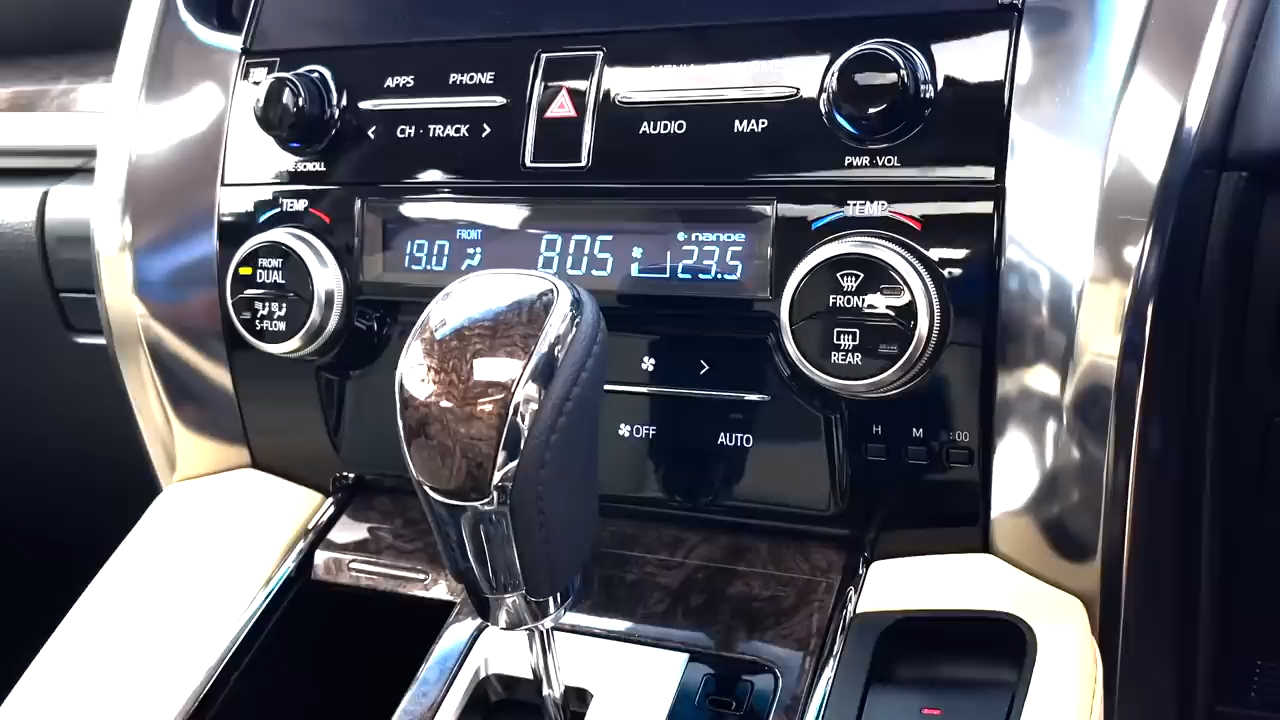 APPS PHONE
< CH · TRACK >
AUDIO MAP
PWR·VOL
TEMP
FRONT
DUAL
S-FLOW
FRONT
19.0
805
nanoe
23.5
TEMP
FRONT
REAR
>
OFF AUTO
H M :00